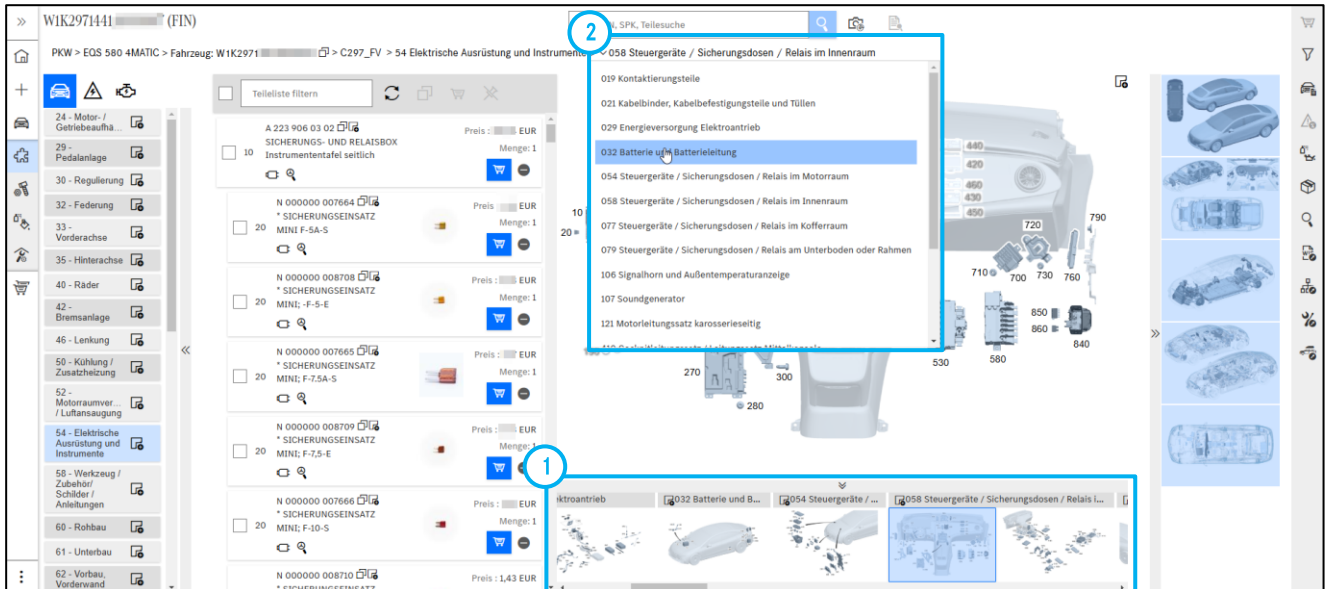 W1K2971441 (FIN)
N, SPK, Teilesuche
2
PKW > EQS 580 4MATIC > Fahrzeug: W1K2971 > C297_FV > 54 Elektrische Ausrüstung und Instrumente
058 Steuergeräte / Sicherungsdosen / Relais im Innenraum
019 Kontaktierungsteile
021 Kabelbinder, Kabelbefestigungsteile und Tüllen
029 Energieversorgung Elektroantrieb
032 Batterie und Batterieleitung
054 Steuergeräte / Sicherungsdosen / Relais im Motorraum
058 Steuergeräte / Sicherungsdosen / Relais im Innenraum
077 Steuergeräte / Sicherungsdosen / Relais im Kofferraum
079 Steuergeräte / Sicherungsdosen / Relais am Unterboden oder Rahmen
106 Signalhorn und Außentemperaturanzeige
107 Soundgenerator
121 Motorleitungssatz karosserieseitig
24 - Motor- /
Getriebeaufhä...
29 -
Pedalanlage
30 - Regulierung
32 - Federung
33 -
Vorderachse
35 - Hinterachse
40 - Räder
42 -
Bremsanlage
46 - Lenkung
50 - Kühlung /
Zusatzheizung
52 -
Motorraumver...
/ Luftansaugung
54 - Elektrische
Ausrüstung und
Instrumente
58 - Werkzeug /
Zubehör/
Schilder /
Anleitungen
60 - Rohbau
61 - Unterbau
62 - Vorbau,
Vorderwand
Teileliste filtern
A 223 906 03 02
SICHERUNGS- UND RELAISBOX
10 Instrumententafel seitlich
Preis : EUR
Menge: 1
N 000000 007664
* SICHERUNGSEINSATZ
20 MINI F-5A-S
Preis EUR
Menge: 1
N 000000 008708
* SICHERUNGSEINSATZ
20 MINI; -F-5-E
Preis : EUR
Menge: 1
N 000000 007665
* SICHERUNGSEINSATZ
20 MINI; F-7.5A-S
Preis : EUR
Menge: 1
N 000000 008709
* SICHERUNGSEINSATZ
20 MINI; F-7,5-E
Preis : EUR
Menge: 1
N 000000 007666
* SICHERUNGSEINSATZ
20 MINI; F-10-S
Preis : EUR
Menge: 1
N 000000 008710
* SICHERUNGSEINSATZ
Preis : 1,43 EUR
10
20
440
420
460
430
450
720
790
710
700
730
760
850
860
840
530
580
270
300
280
1
ktroantrieb
032 Batterie und B...
054 Steuergeräte / ...
058 Steuergeräte / Sicherungsdosen / Relais i...